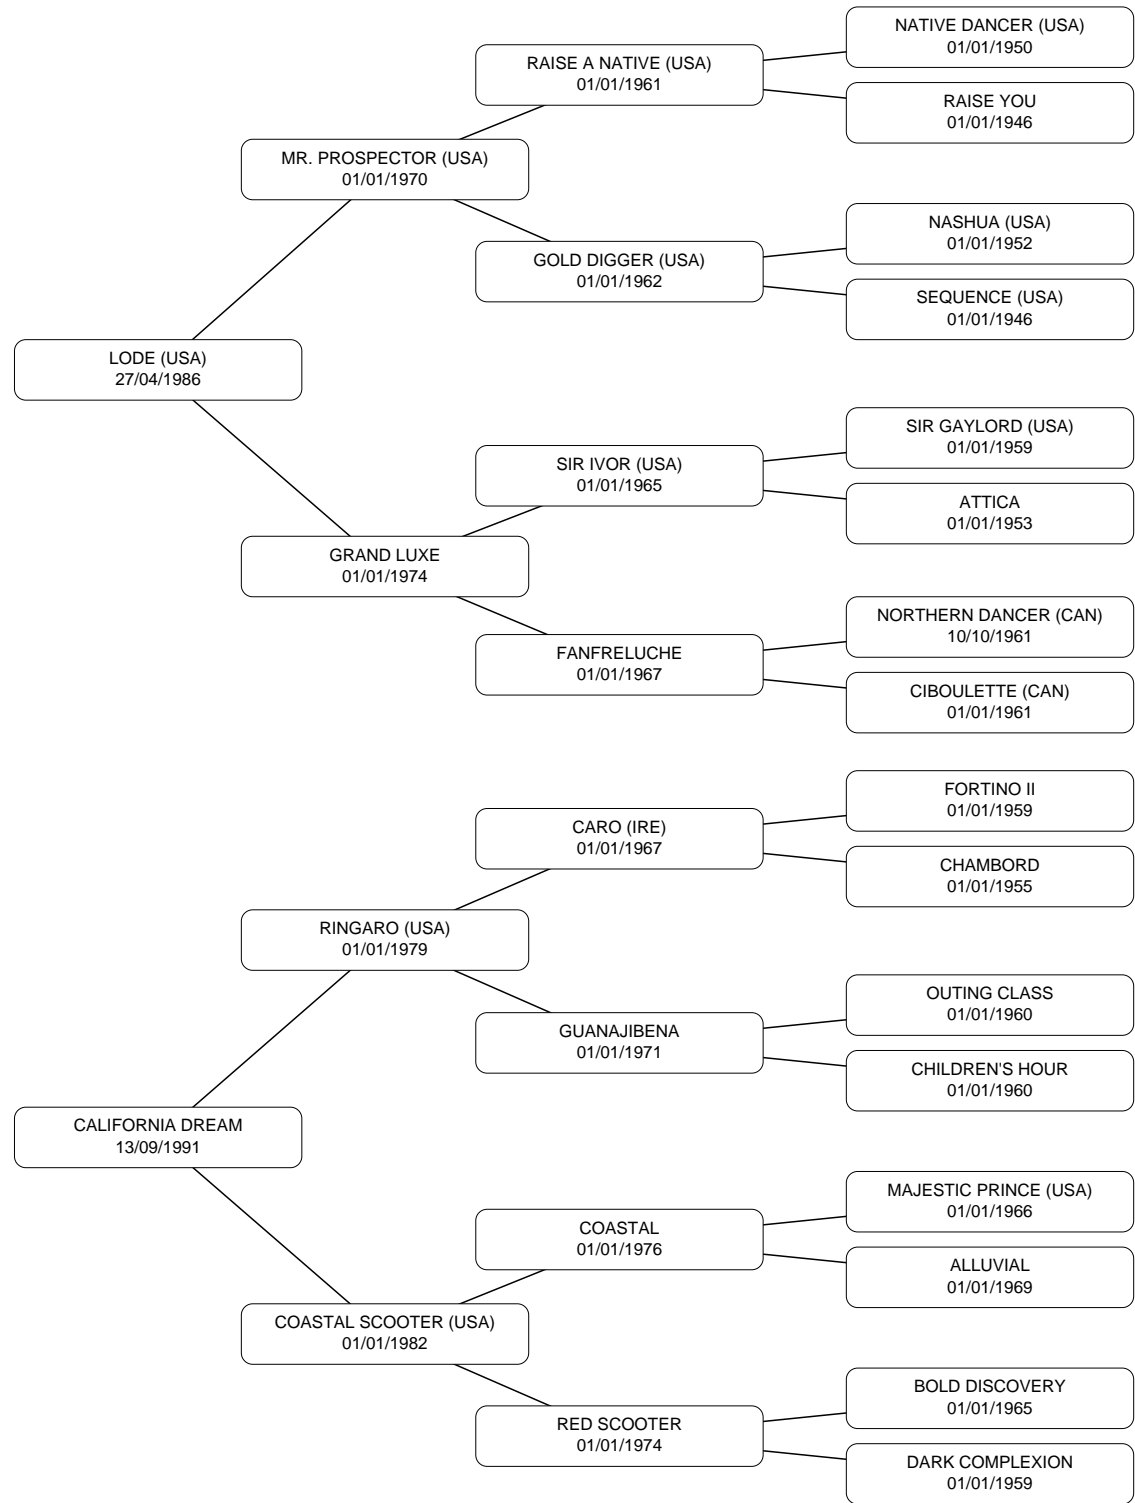 NATIVE DANCER (USA)
01/01/1950
RAISE A NATIVE (USA)
01/01/1961
RAISE YOU
01/01/1946
MR. PROSPECTOR (USA)
01/01/1970
NASHUA (USA)
01/01/1952
GOLD DIGGER (USA)
01/01/1962
SEQUENCE (USA)
01/01/1946
LODE (USA)
27/04/1986
SIR GAYLORD (USA)
01/01/1959
SIR IVOR (USA)
01/01/1965
ATTICA
01/01/1953
GRAND LUXE
01/01/1974
NORTHERN DANCER (CAN)
10/10/1961
FANFRELUCHE
01/01/1967
CIBOULETTE (CAN)
01/01/1961
FORTINO II
01/01/1959
CARO (IRE)
01/01/1967
CHAMBORD
01/01/1955
RINGARO (USA)
01/01/1979
OUTING CLASS
01/01/1960
GUANAJIBENA
01/01/1971
CHILDREN'S HOUR
01/01/1960
CALIFORNIA DREAM
13/09/1991
MAJESTIC PRINCE (USA)
01/01/1966
COASTAL
01/01/1976
ALLUVIAL
01/01/1969
COASTAL SCOOTER (USA)
01/01/1982
BOLD DISCOVERY
01/01/1965
RED SCOOTER
01/01/1974
DARK COMPLEXION
01/01/1959